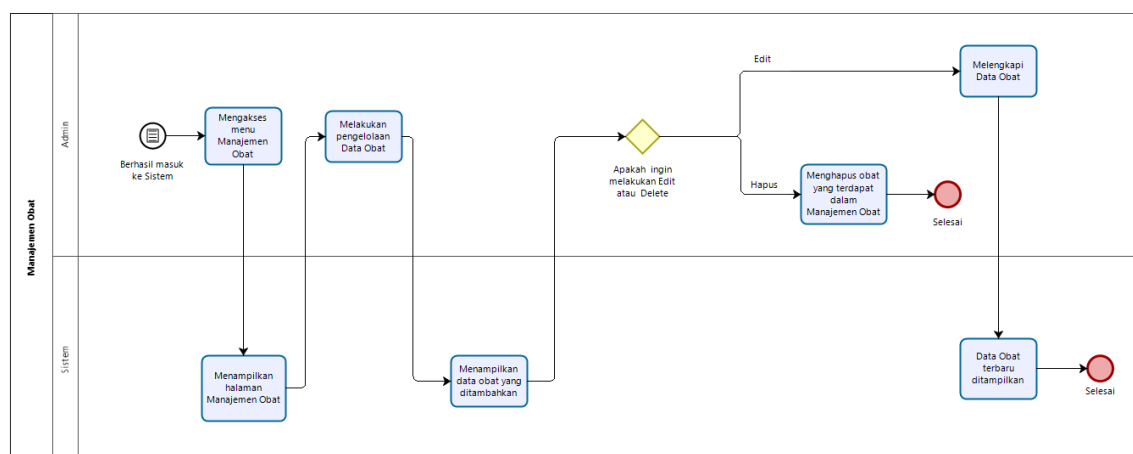 Manajemen Obat
Admin
Berhasil masuk
ke Sistem
Mengakses
menu
Manajemen
Obat
Melakukan
pengelolaan
Data Obat
Apakah ingin
melakukan Edit
atau Delete
Edit
Hapus
Melengkapi
Data Obat
Menghapus obat
yang terdapat
dalam
Manajemen Obat
Selesai
Sistem
Menampilkan
halaman
Manajemen Obat
Menampilkan
data obat yang
ditambahkan
Data Obat
terbaru
ditampilkan
Selesai